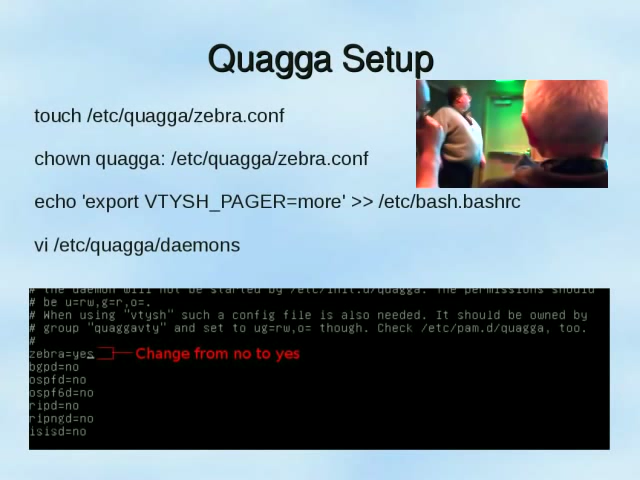 Quagga Setup
touch /etc/quagga/zebra.conf
chown quagga: /etc/quagga/zebra.conf
echo 'export VTYSH_PAGER=more' >> /etc/bash.bashrc
vi /etc/quagga/daemons
# the daemon will not be started by /etc/init.d/quagga. The permissions should
# be u=rw,g=r,o=.
# When using "vtysh" such a config file is also needed. It should be owned by
# group "quaggavty" and set to ug=rw,o= though. Check /etc/pam.d/quagga, too.
#
zebra=yes Change from no to yes
bgpd=no
ospfd=no
ospf6d=no
ripd=no
ripngd=no
isisd=no